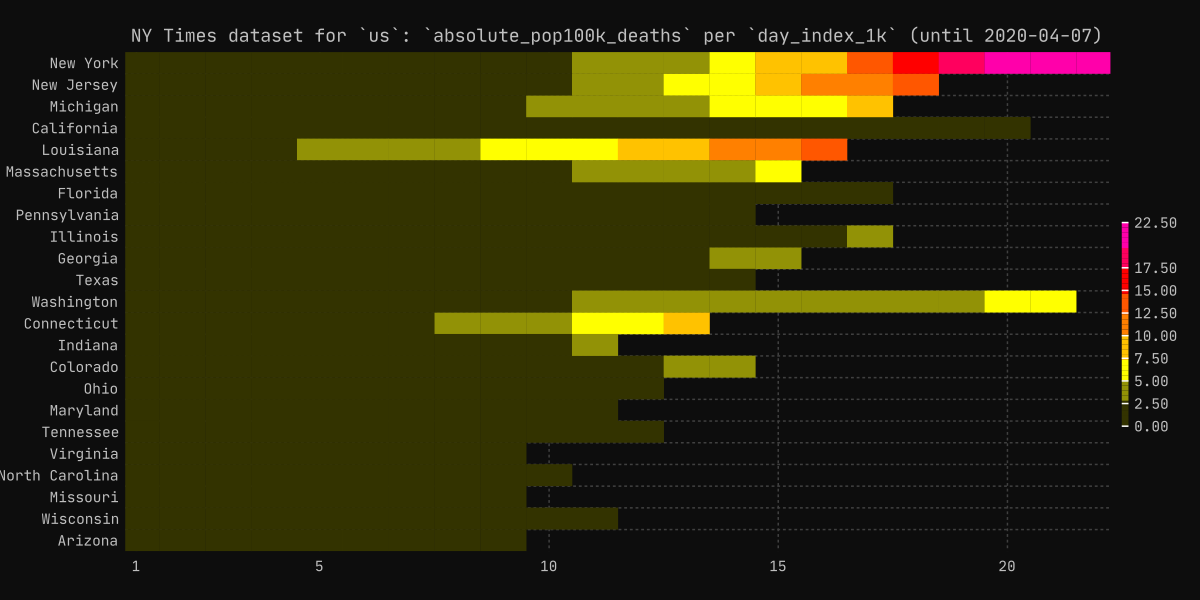 NY Times dataset for `us`: `absolute_pop100k_deaths` per `day_index_1k` (until 2020-04-07)
New York
New Jersey
Michigan
California
Louisiana
Massachusetts
Florida
Pennsylvania
Illinois
Georgia
Texas
Washington
Connecticut
Indiana
Colorado
Ohio
Maryland
Tennessee
Virginia
North Carolina
Missouri
Wisconsin
Arizona
1 5 10 15 20
22.50
17.50
15.00
12.50
10.00
7.50
5.00
2.50
0.00